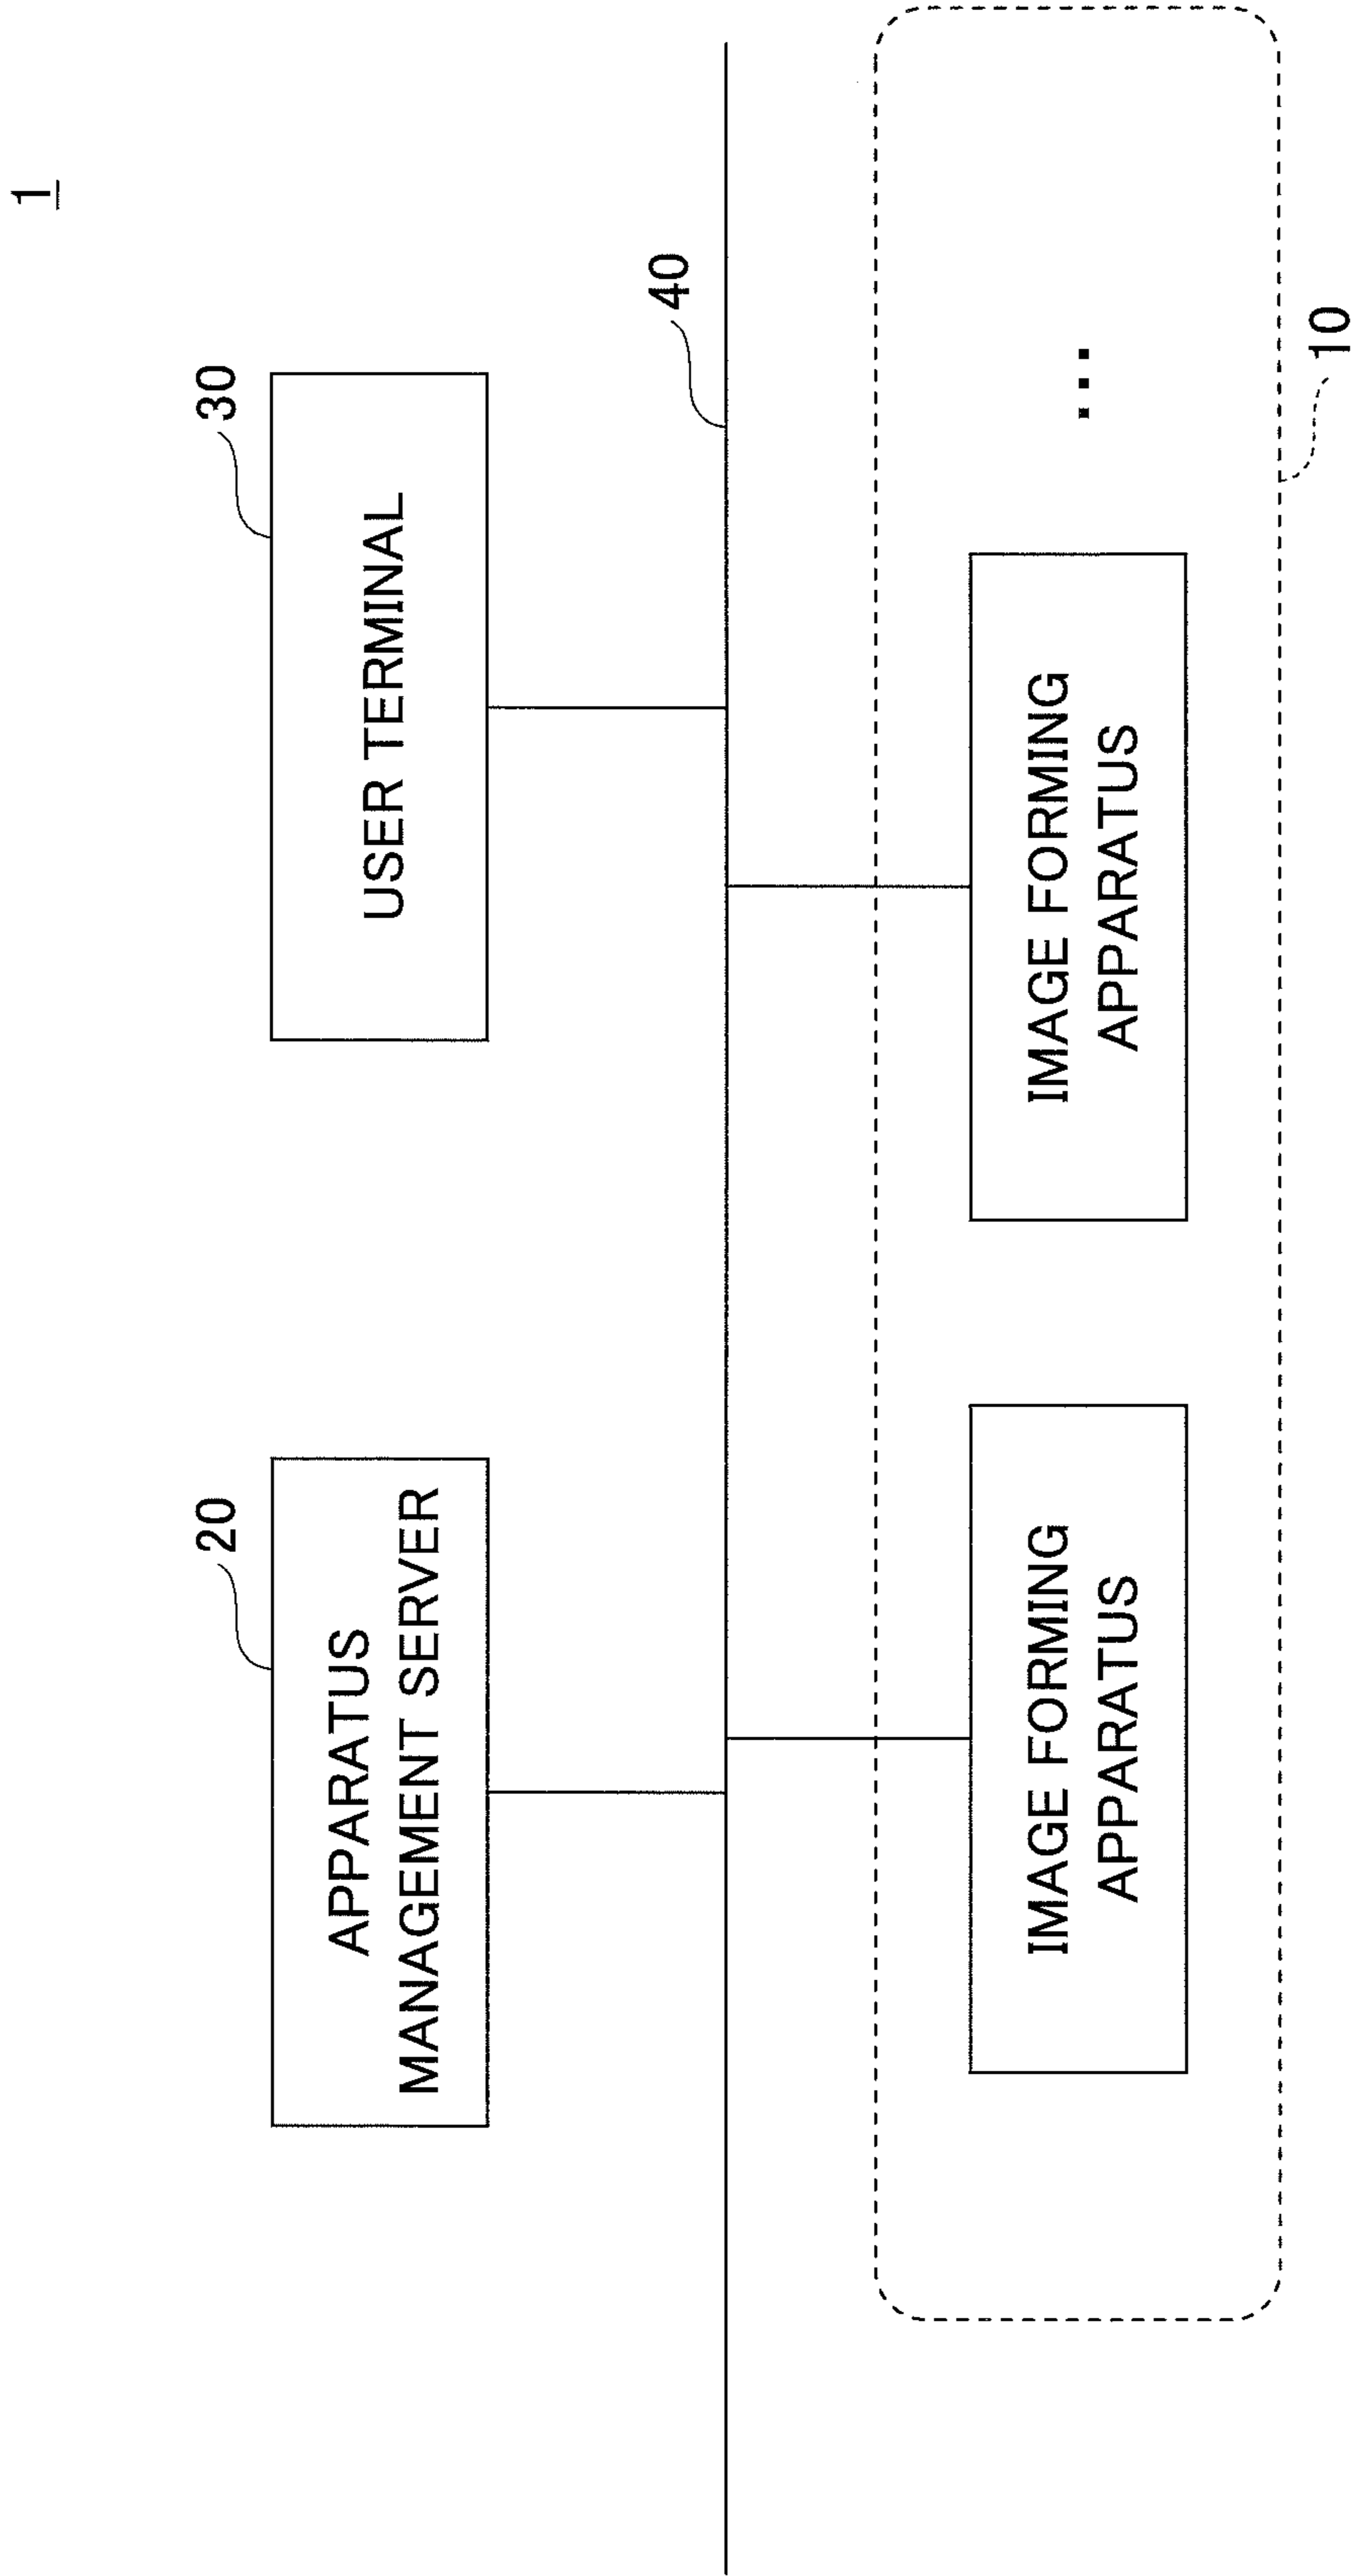 1
20
30
APPARATUS
MANAGEMENT SERVER
USER TERMINAL
40
IMAGE FORMING
APPARATUS
IMAGE FORMING
APPARATUS
...
10